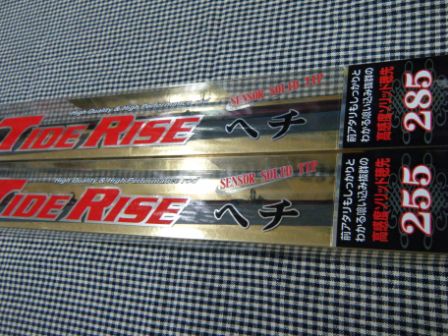 High Quality & High Performance rod
TIDE RISE
SENSOR SOLID TYP
ヘチ
前アタリもしっかりと
わかる喰い込み抜群の
高感度ソリッド穂先
285
High Quality & High Performance rod
TIDE RISE
SENSOR SOLID TYP
ヘチ
前アタリもしっかりと
わかる喰い込み抜群の
高感度ソリッド穂先
255